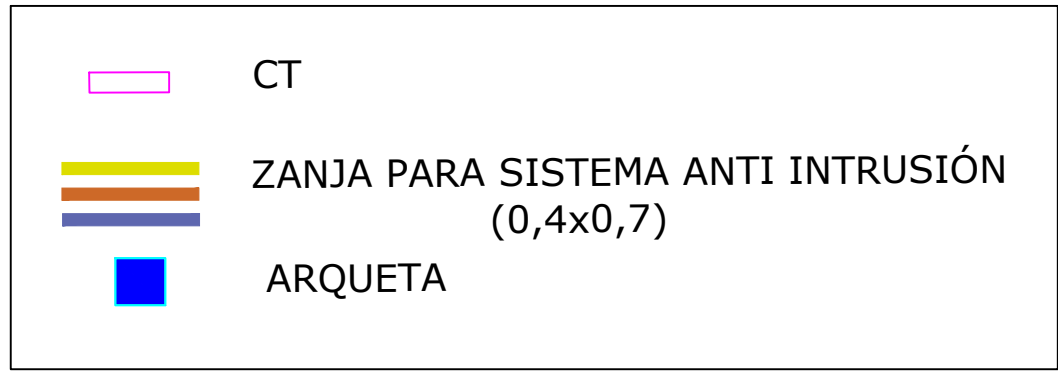 CT
ZANJA PARA SISTEMA ANTI INTRUSIÓN
(0,4x0,7)
ARQUETA